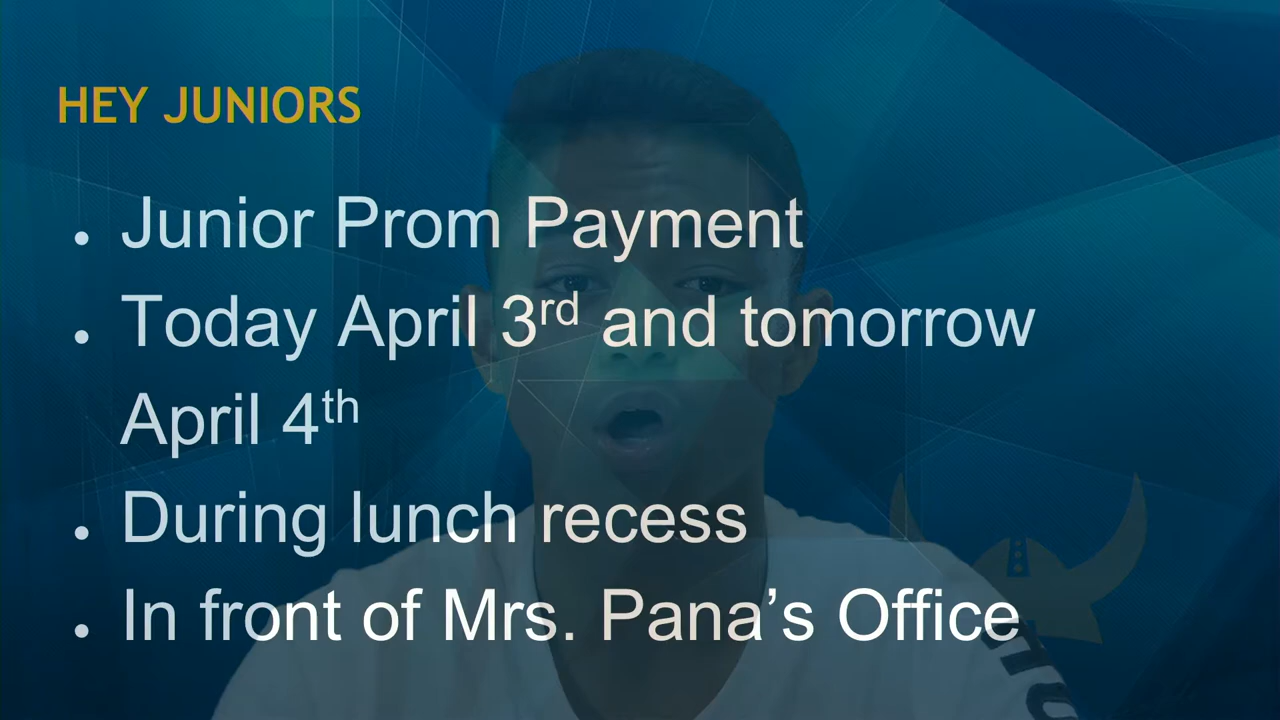 HEY JUNIORS
• Junior Prom Payment
• Today April 3rd and tomorrow
April 4th
• During lunch recess
• In front of Mrs. Pana’s Office